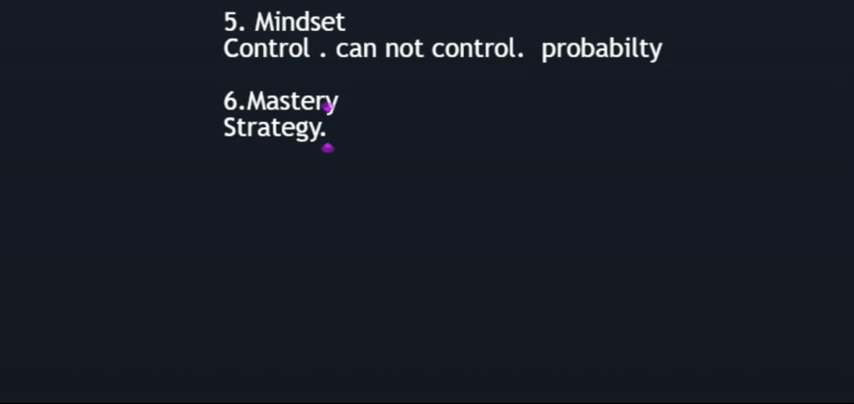 5. Mindset
Control . can not control.  probabilty
6.Mastery
Strategy.